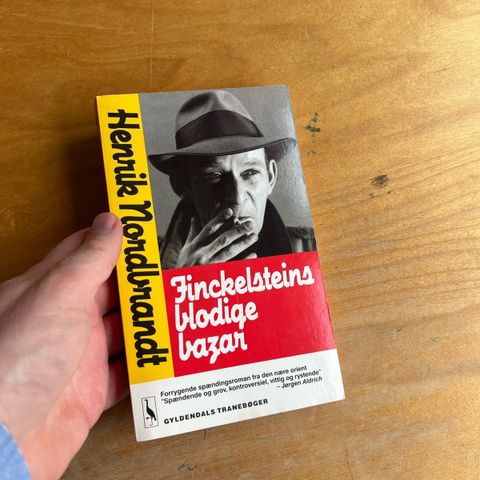 Henrik Nordbrandt
Finckelsteins
blodige
bazar
Forrygende spændingsroman fra den nære orient
"Spændende og grov, kontroversiel, vittig og rystende"
- Jørgen Aldrich
GYLDENDALS TRANEBØGER